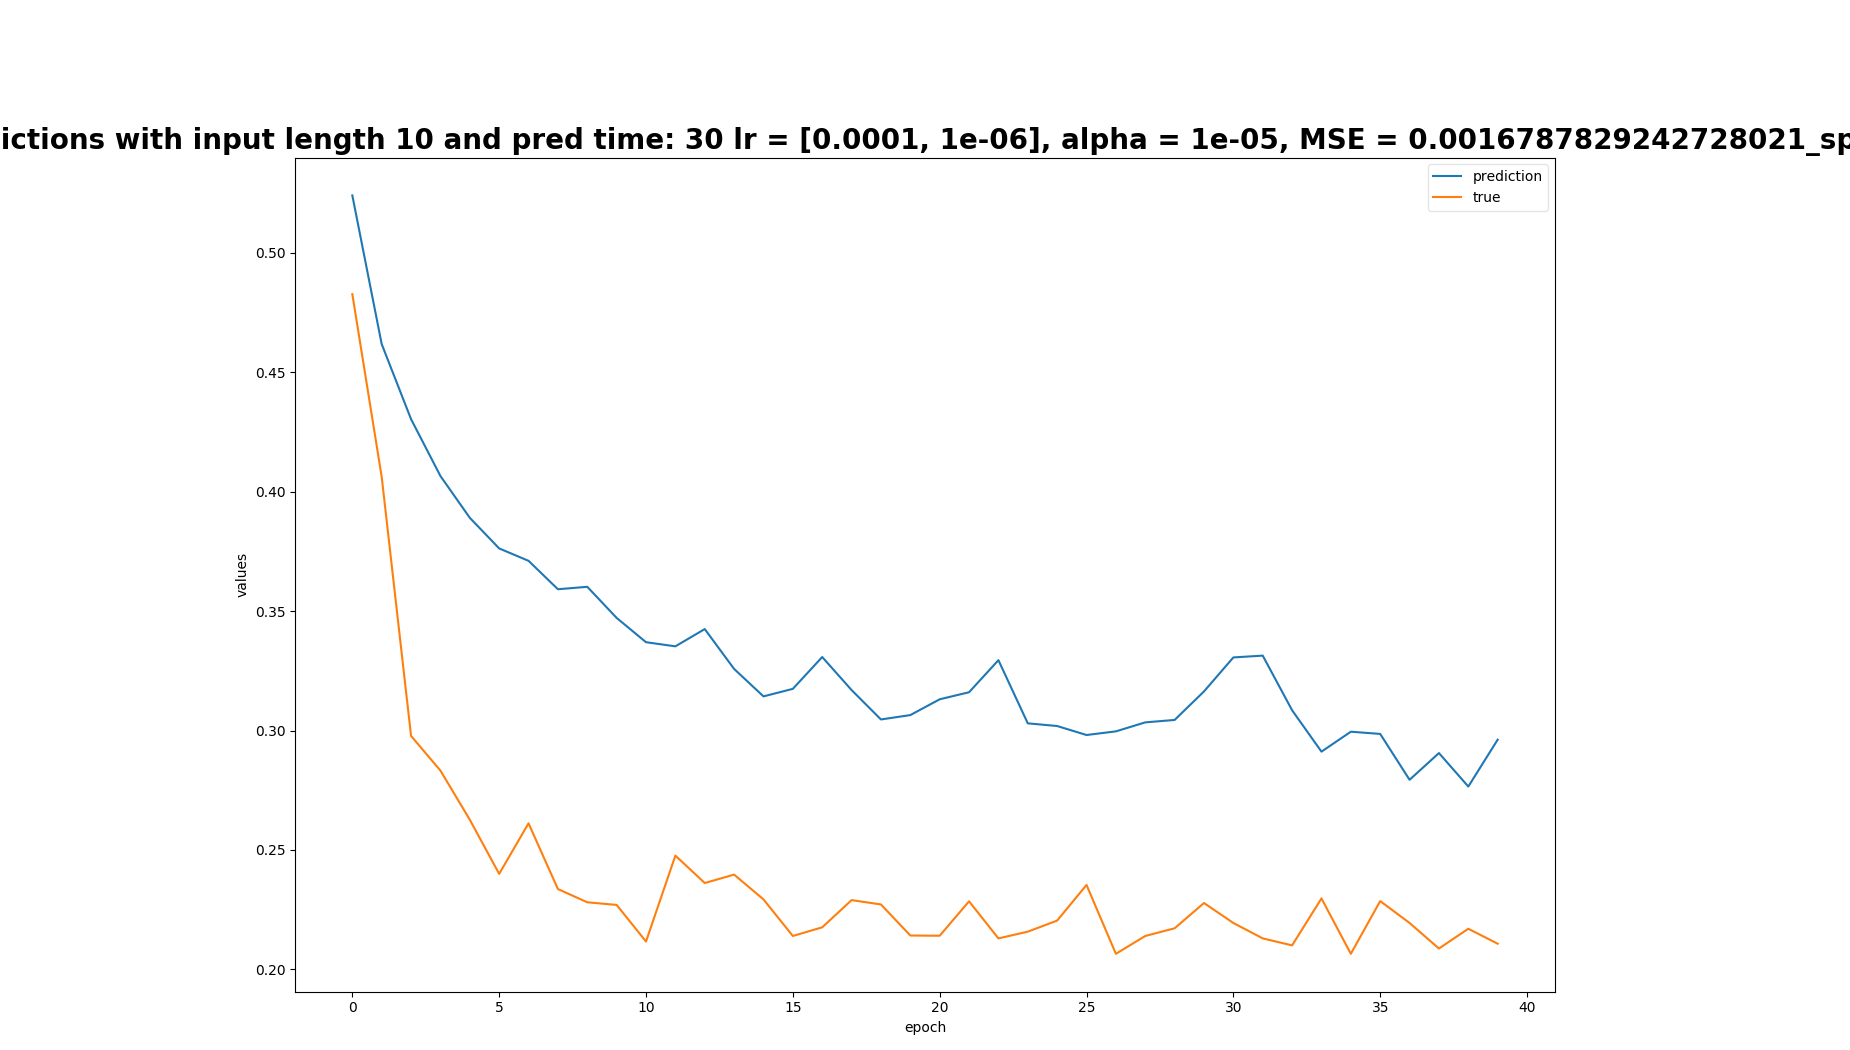 ictions with input length 10 and pred time: 30 lr = [0.0001, 1e-06], alpha = 1e-05, MSE = 0.0016787829242728021_sp
prediction
true
0.50
0.45
0.40
0.35
0.30
0.25
0.20
values
0 5 10 15 20 25 30 35 40
epoch